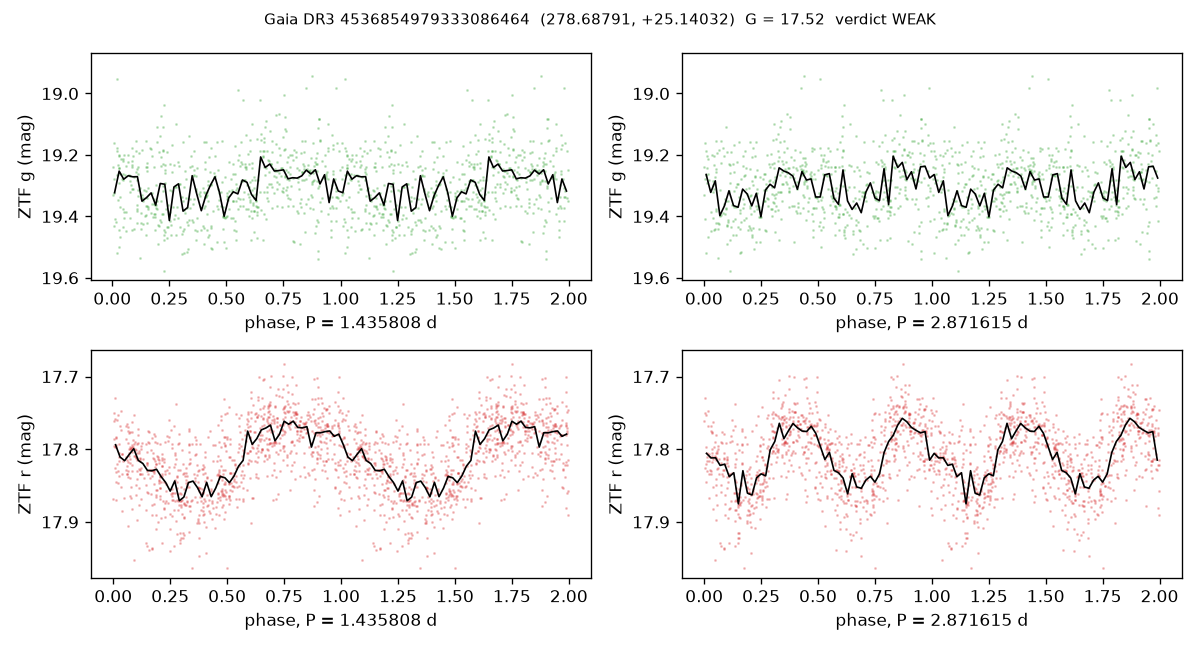 Gaia DR3 4536854979333086464  (278.68791, +25.14032)  G = 17.52  verdict WEAK
ZTF g (mag)
19.0
19.2
19.4
19.6
0.00 0.25 0.50 0.75 1.00 1.25 1.50 1.75 2.00
phase, P = 1.435808 d
ZTF g (mag)
19.0
19.2
19.4
19.6
0.00 0.25 0.50 0.75 1.00 1.25 1.50 1.75 2.00
phase, P = 2.871615 d
ZTF r (mag)
17.7
17.8
17.9
0.00 0.25 0.50 0.75 1.00 1.25 1.50 1.75 2.00
phase, P = 1.435808 d
ZTF r (mag)
17.7
17.8
17.9
0.00 0.25 0.50 0.75 1.00 1.25 1.50 1.75 2.00
phase, P = 2.871615 d